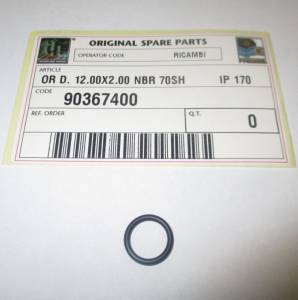 ORIGINAL SPARE PARTS
OPERATOR CODE RICAMBI
ARTICLE
OR D. 12.00X2.00 NBR 70SH IP 170
CODE
90367400
REF. ORDER Q.T.
0